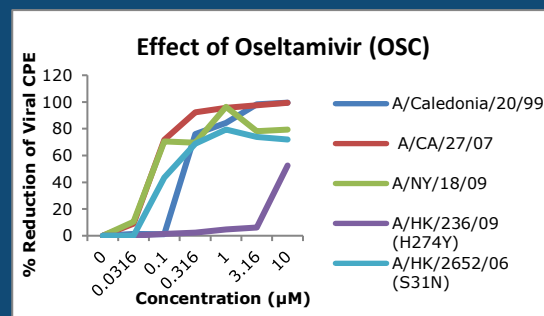 Effect of Oseltamivir (OSC)
% Reduction of Viral CPE
120
100
80
60
40
20
0
0
0.0316
0.1
0.316
1
3.16
10
Concentration (µM)
A/Caledonia/20/99
A/CA/27/07
A/NY/18/09
A/HK/236/09
(H274Y)
A/HK/2652/06
(S31N)